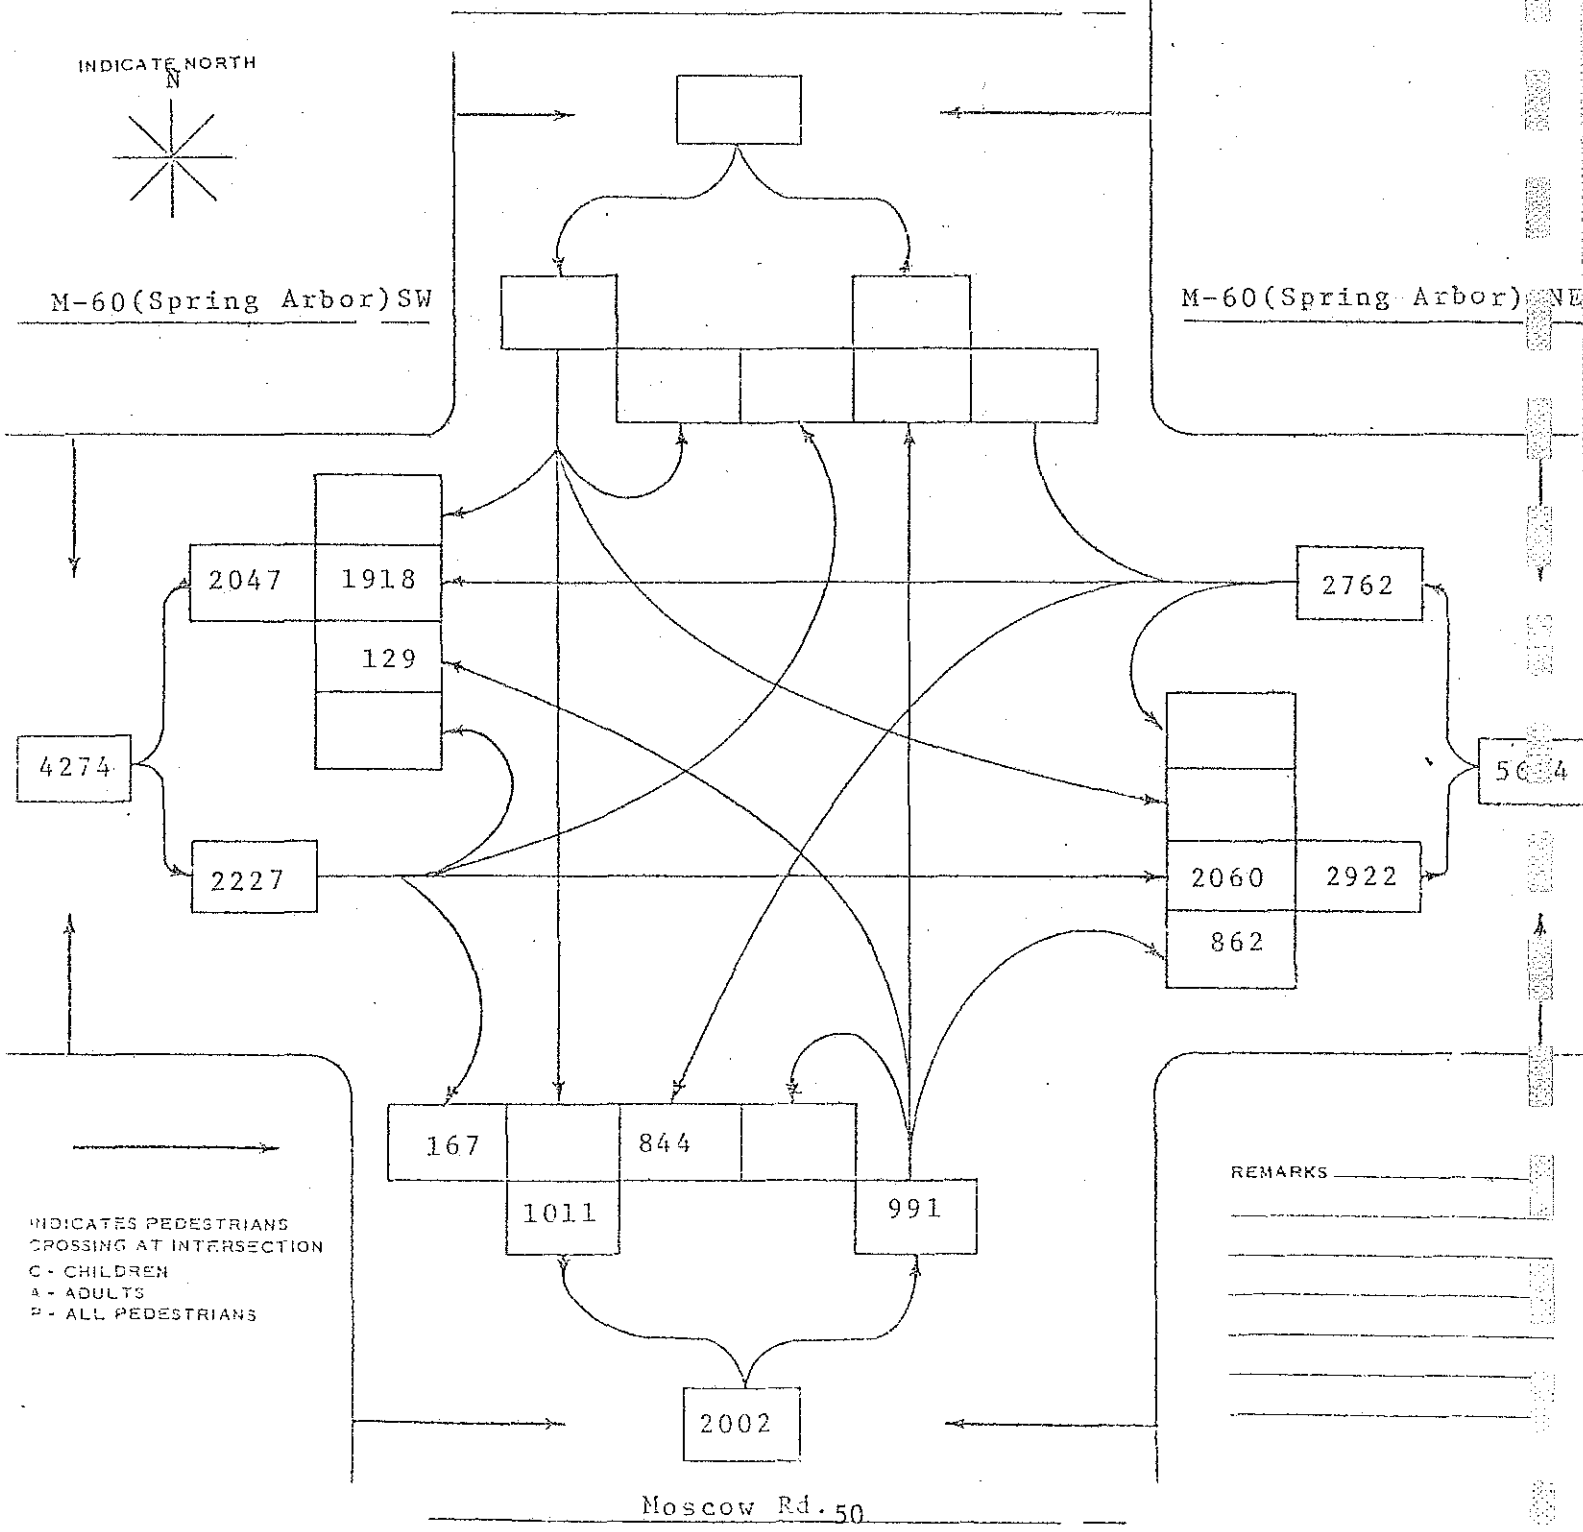 INDICATE NORTH
N
M-60(Spring Arbor)SW
M-60(Spring Arbor) NE
2047
1918
2762
129
4274
2227
2060
2922
862
167
844
1011
991
REMARKS
INDICATES PEDESTRIANS
CROSSING AT INTERSECTION
C - CHILDREN
A - ADULTS
P - ALL PEDESTRIANS
2002
Moscow Rd.50